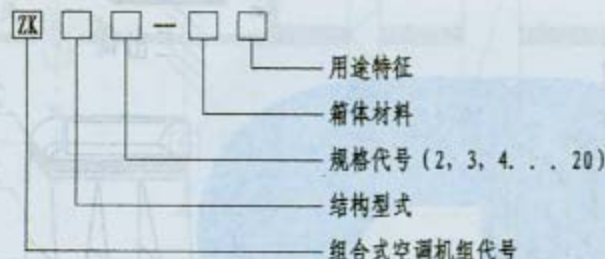 ZK □ □ — □ □
用途特征
箱体材料
规格代号 (2, 3, 4. . . 20)
结构型式
组合式空调机组代号